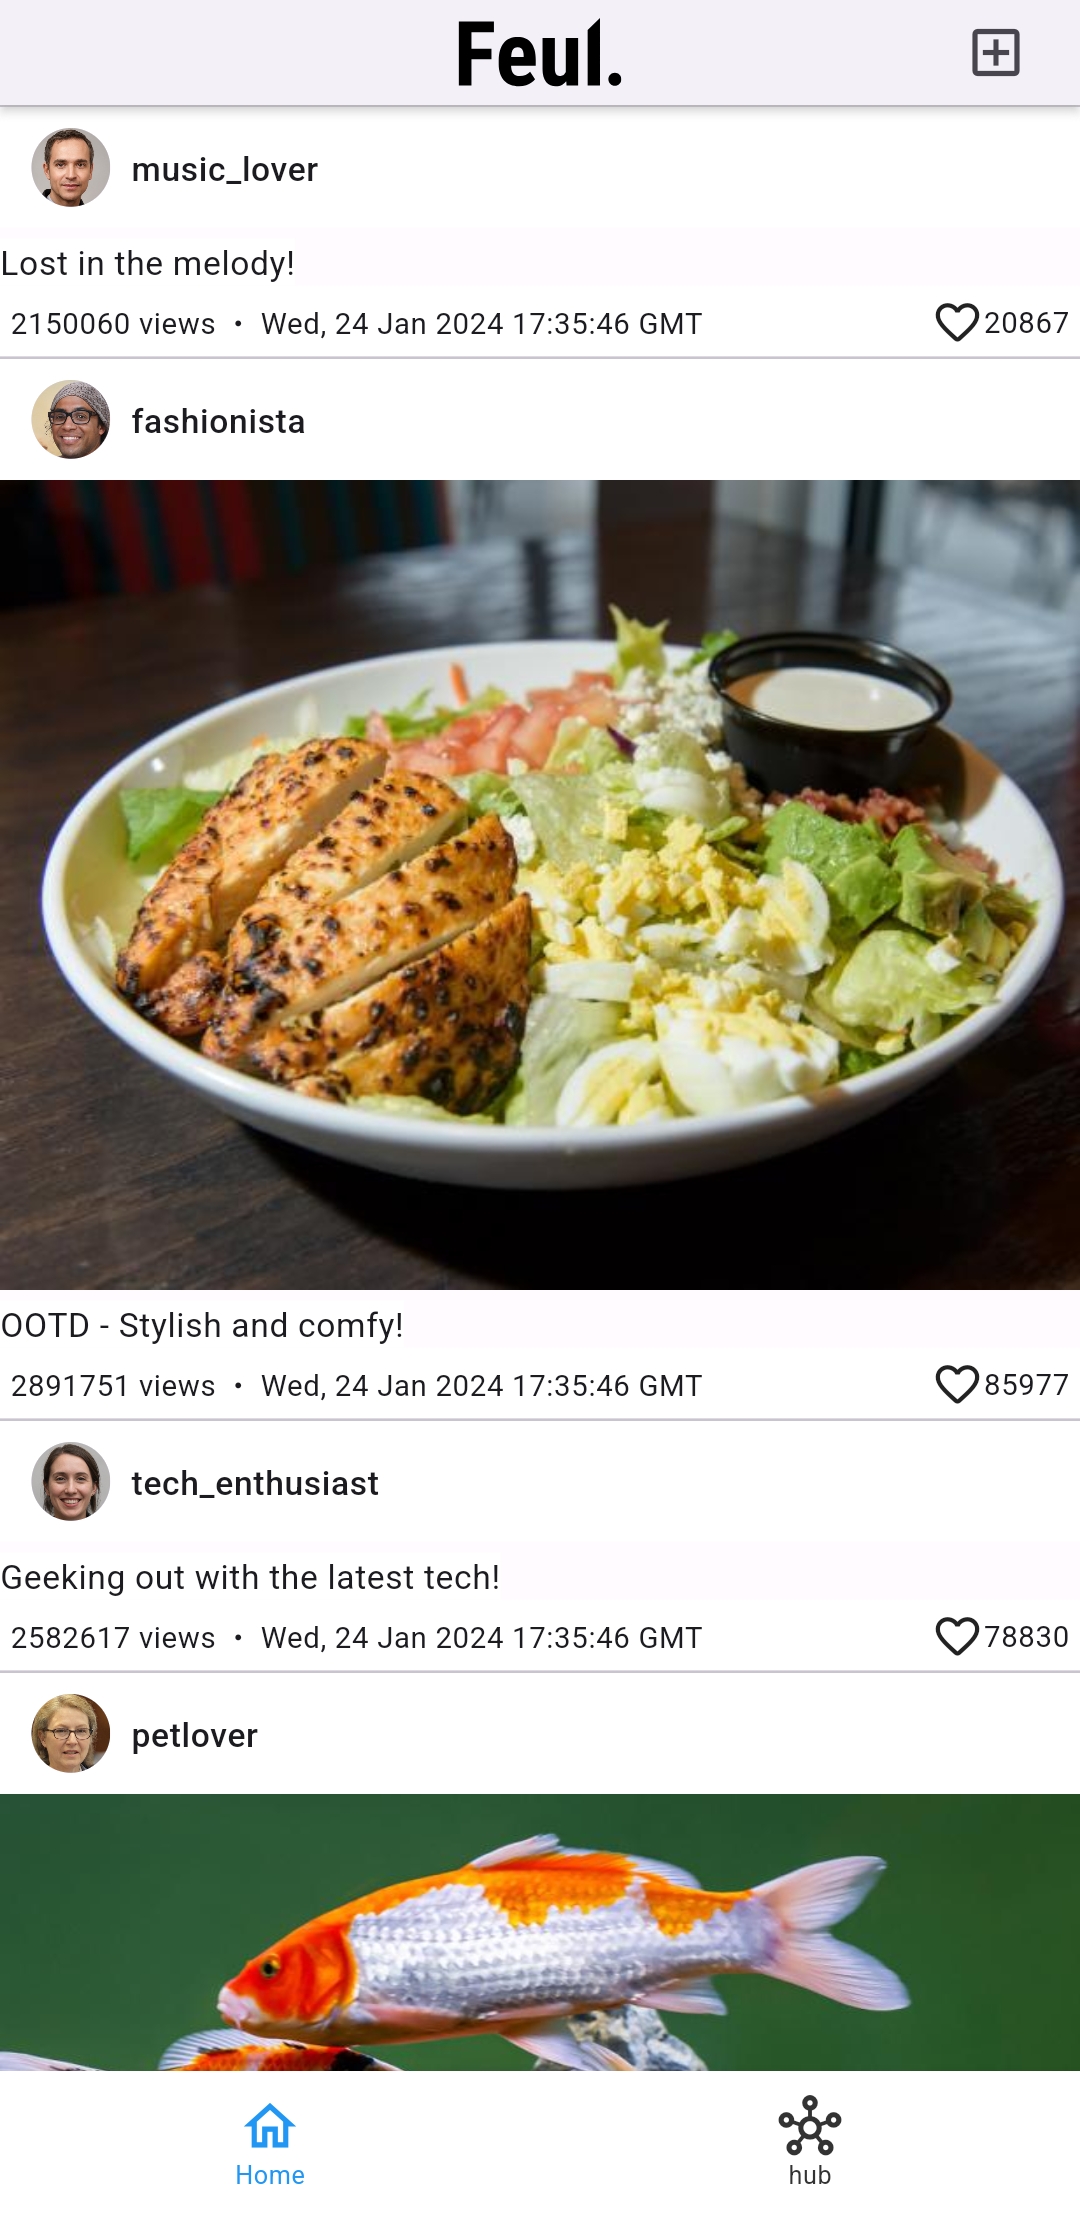 Feul.
music_lover
Lost in the melody!
2150060 views • Wed, 24 Jan 2024 17:35:46 GMT 20867
fashionista
OOTD - Stylish and comfy!
2891751 views • Wed, 24 Jan 2024 17:35:46 GMT 85977
tech_enthusiast
Geeking out with the latest tech!
2582617 views • Wed, 24 Jan 2024 17:35:46 GMT 78830
petlover
Home hub